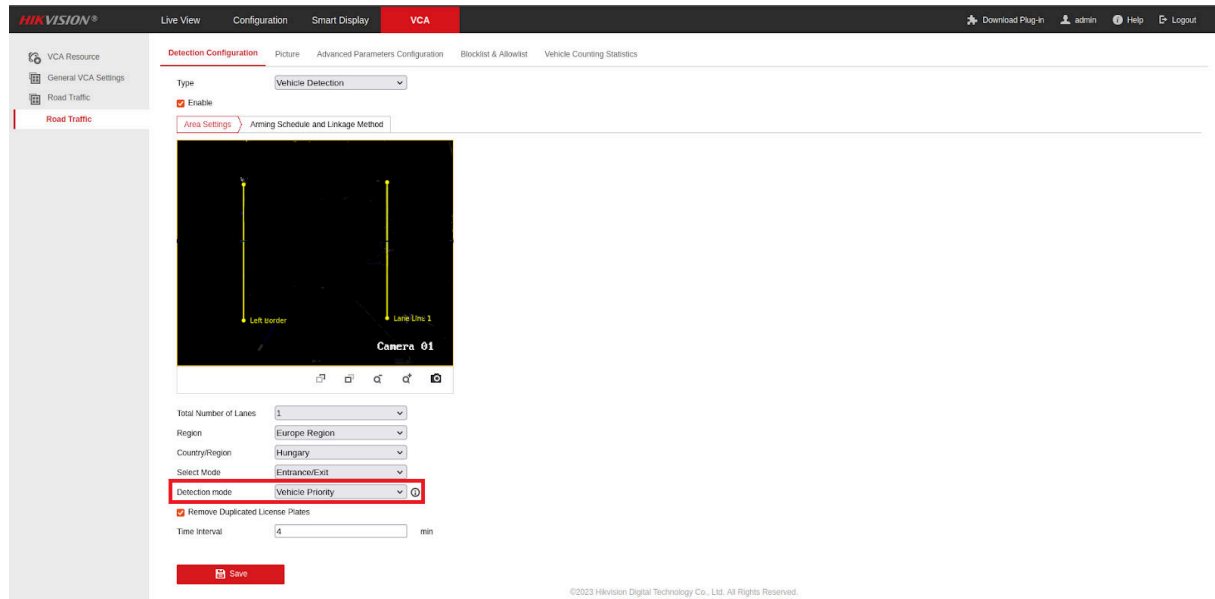 HIKVISION® Live View Configuration Smart Display VCA Download Plug-in admin Help Logout
VCA Resource
General VCA Settings
Road Traffic
Road Traffic
Detection Configuration Picture Advanced Parameters Configuration Blocklist & Allowlist Vehicle Counting Statistics
Type Vehicle Detection
Enable
Area Settings Arming Schedule and Linkage Method
Left Border Lane Line 1
Camera 01
Total Number of Lanes 1
Region Europe Region
Country/Region Hungary
Select Mode Entrance/Exit
Detection mode Vehicle Priority
Remove Duplicated License Plates
Time Interval 4 min
Save
©2023 Hikvision Digital Technology Co., Ltd. All Rights Reserved.